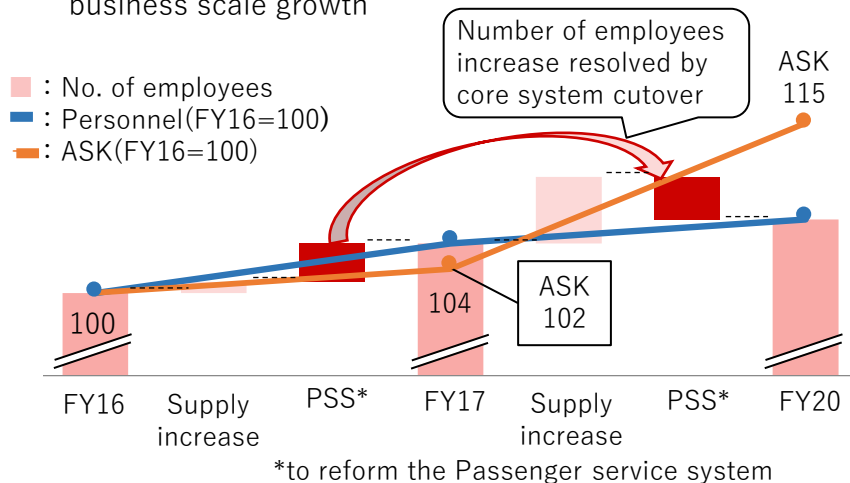 business scale growth
Number of employees
increase resolved by
core system cutover
ASK
115
: No. of employees
: Personnel(FY16=100)
: ASK(FY16=100)
100
104
ASK
102
FY16
Supply
increase
PSS*
FY17
Supply
increase
PSS*
FY20
*to reform the Passenger service system